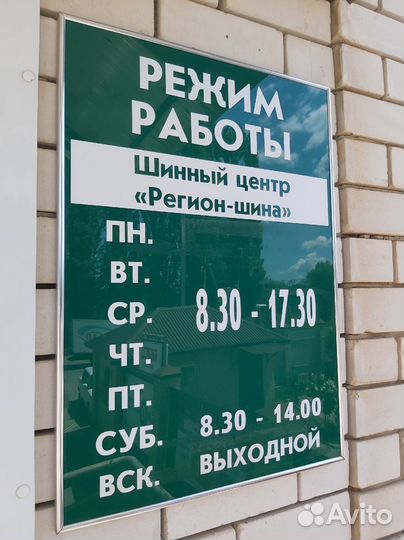 РЕЖИМ
РАБОТЫ
Шинный центр
«Регион-шина»
ПН.
ВТ.
СР. 8.30 - 17.30
ЧТ.
ПТ.
СУБ. 8.30 - 14.00
ВСК. ВЫХОДНОЙ
Avito